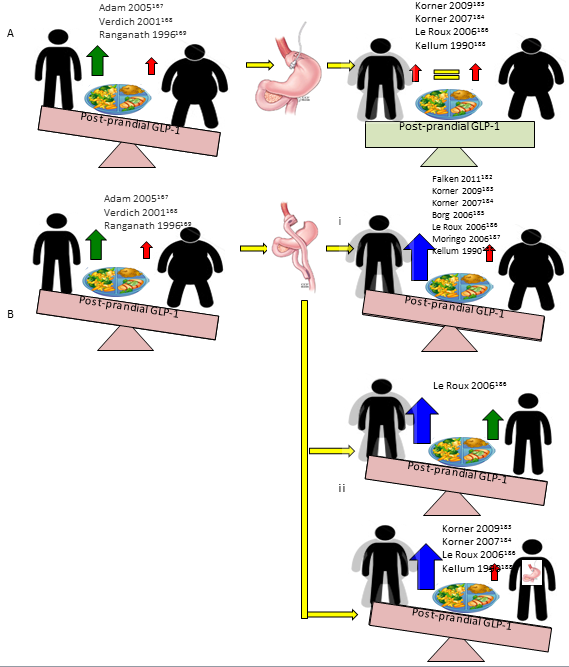 A
Adam 2005¹⁶⁷
Verdich 2001¹⁶⁸
Ranganath 1996¹⁶⁹
Post-prandial GLP-1
Korner 2009¹⁸³
Korner 2007¹⁸⁴
Le Roux 2006¹⁸⁶
Kellum 1990¹⁸⁸
Post-prandial GLP-1
B
Adam 2005¹⁶⁷
Verdich 2001¹⁶⁸
Ranganath 1996¹⁶⁹
Post-prandial GLP-1
i
Falken 2011¹⁸²
Korner 2009¹⁸³
Korner 2007¹⁸⁴
Borg 2006¹⁸⁵
Le Roux 2006¹⁸⁶
Moringo 2006¹⁸⁷
Kellum
Post-prandial GLP-1
ii
Le Roux 2006¹⁸⁶
Post-prandial GLP-1
Korner 2009¹⁸³
Korner 2007¹⁸⁴
Le Roux 2006¹⁸⁶
Kellum
Post-prandial GLP-1